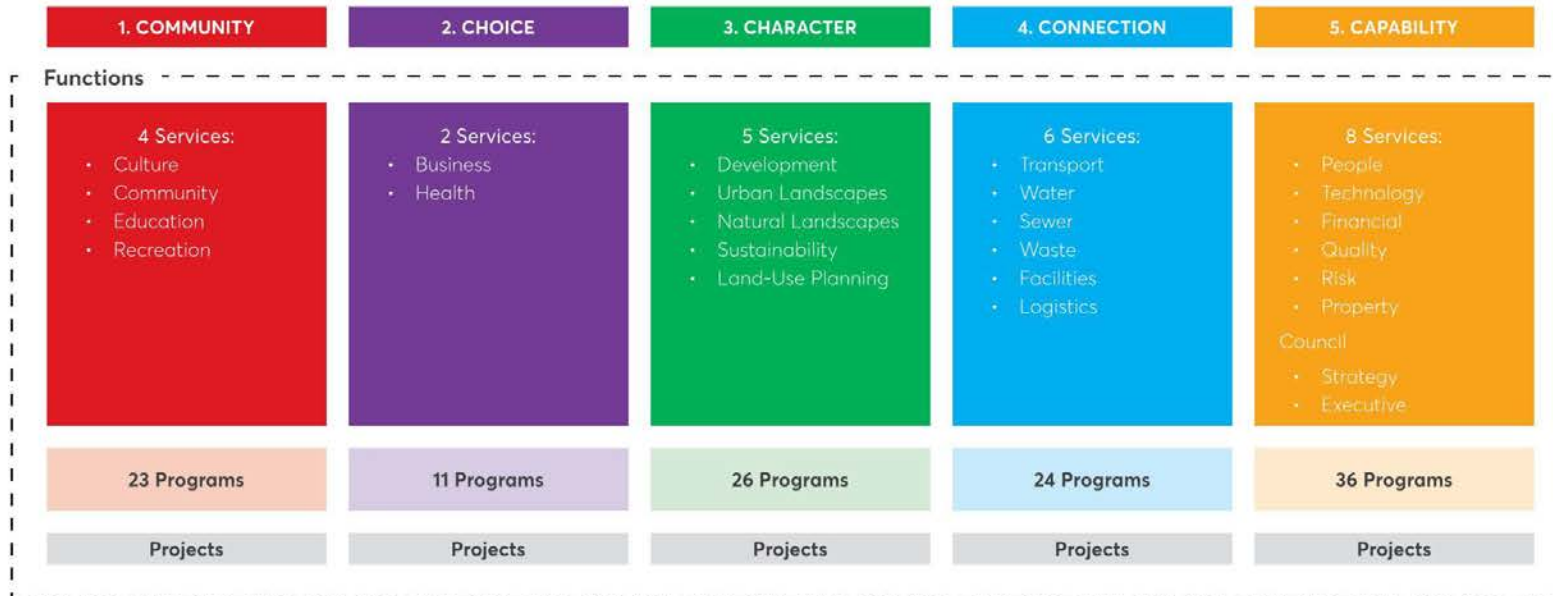 1. COMMUNITY
2. CHOICE
3. CHARACTER
4. CONNECTION
5. CAPABILITY
Functions
4 Services:
• Culture
• Community
• Education
• Recreation
2 Services:
• Business
• Health
5 Services:
• Development
• Urban Landscapes
• Natural Landscapes
• Sustainability
• Land-Use Planning
6 Services:
• Transport
• Water
• Sewer
• Waste
• Facilities
• Logistics
8 Services:
• People
• Technology
• Financial
• Quality
• Risk
• Property
Council
• Strategy
• Executive
23 Programs
11 Programs
26 Programs
24 Programs
36 Programs
Projects
Projects
Projects
Projects
Projects